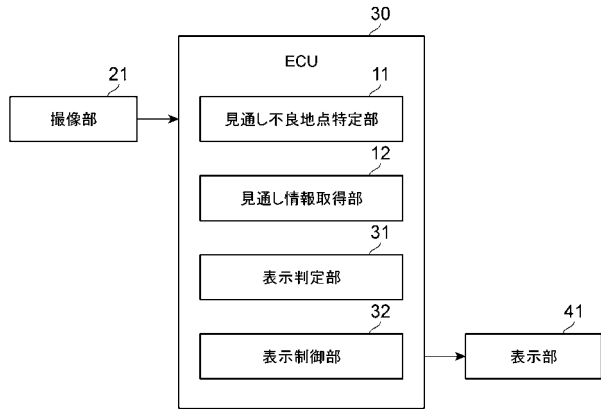 30
ECU
21
撮像部
11
見通し不良地点特定部
12
見通し情報取得部
31
表示判定部
32
表示制御部
41
表示部